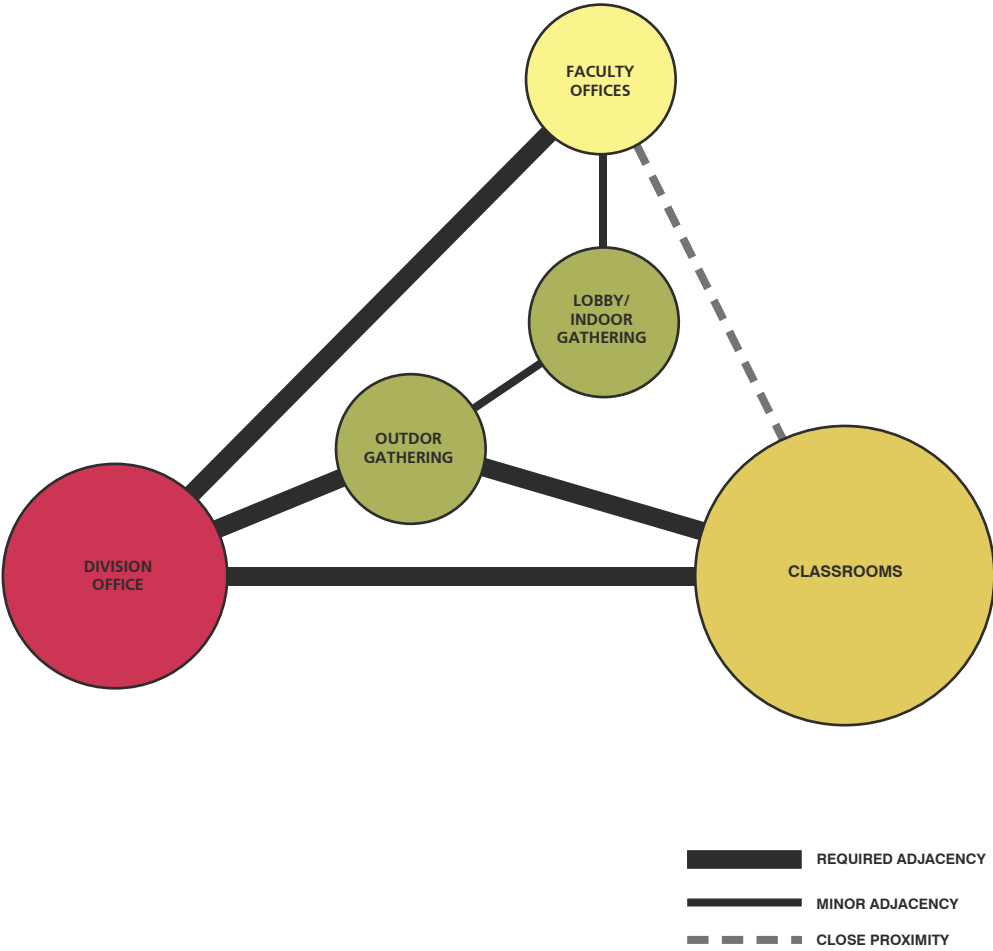 FACULTY
OFFICES
LOBBY/
INDOOR
GATHERING
OUTDOR
GATHERING
DIVISION
OFFICE
CLASSROOMS
REQUIRED ADJACENCY
MINOR ADJACENCY
CLOSE PROXIMITY